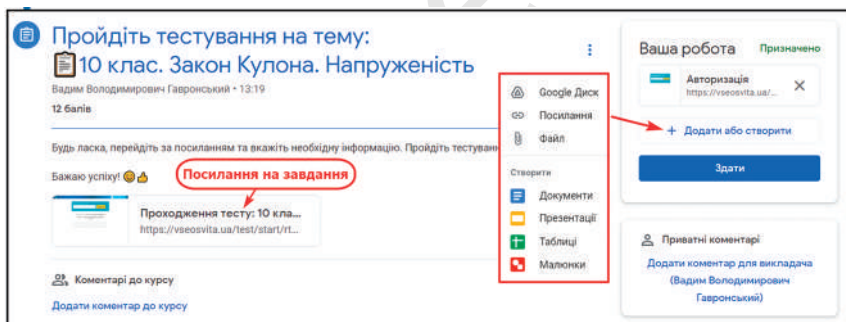 Пройдіть тестування на тему:
📋10 клас. Закон Кулона. Напруженість
Вадим Володимирович Гавронський • 13:19
12 балів
Будь ласка, перейдіть за посиланням та вкажіть необхідну інформацію. Пройдіть тестуван
Бажаю успіху! 😀👍
Посилання на завдання
Проходження тесту: 10 кла...
https://vseosvita.ua/test/start/rt...
Коментарі до курсу
Додати коментар до курсу
Google Диск
Посилання
Файл
Створити
Документи
Презентації
Таблиці
Малюнки
Ваша робота Призначено
Авторизація
https://vseosvita.ua/...
+ Додати або створити
Здати
Приватні коментарі
Додати коментар для викладача
(Вадим Володимирович
Гавронський)